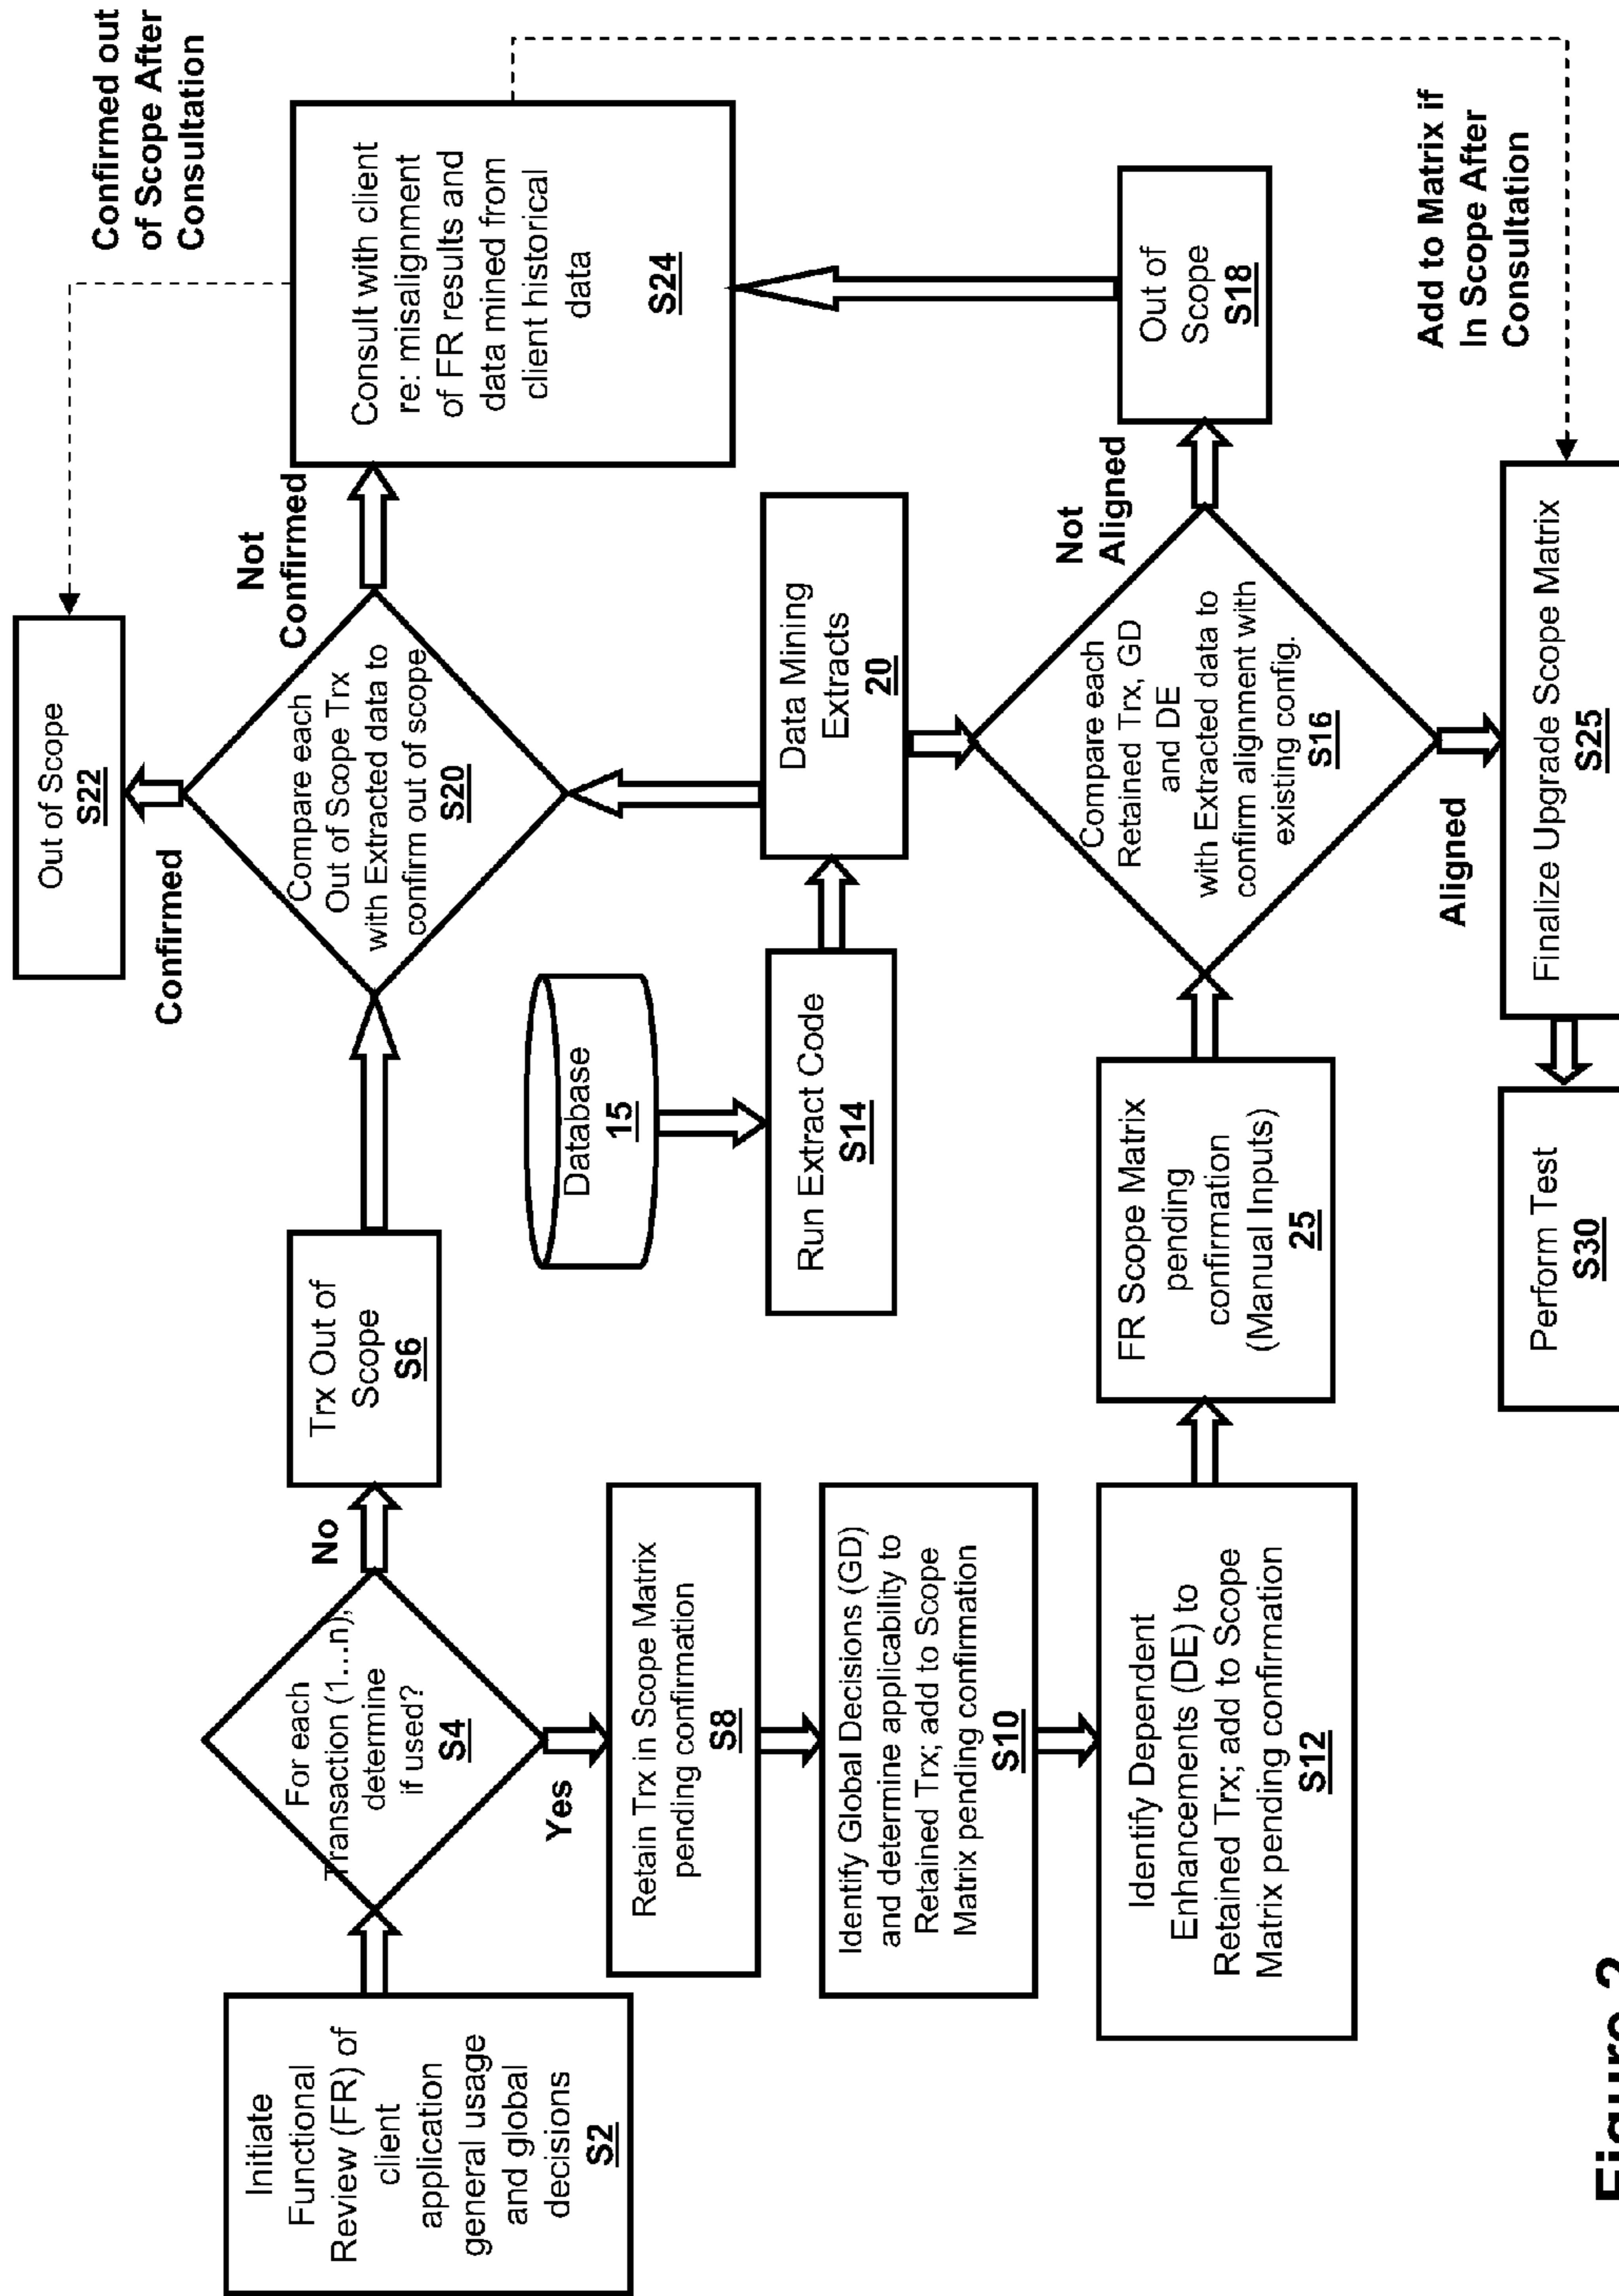 Initiate
Functional
Review (FR) of
client
application
general usage
and global
decisions
S2
For each
Transaction (1...n),
determine
if used?
S4
No
Yes
Trx Out of
Scope
S6
Retain Trx in Scope Matrix
pending confirmation
S8
Identify Global Decisions (GD)
and determine applicability to
Retained Trx; add to Scope
Matrix pending confirmation
S10
Identify Dependent
Enhancements (DE) to
Retained Trx; add to Scope
Matrix pending confirmation
S12
Database
15
Run Extract Code
S14
Data Mining
Extracts
20
FR Scope Matrix
pending
confirmation
(Manual Inputs)
25
Compare each
Out of Scope Trx
with Extracted data to
confirm out of scope
S20
Confirmed
Not
Confirmed
Out of Scope
S22
Consult with client
re: misalignment
of FR results and
data mined from
client historical
data
S24
Confirmed out
of Scope After
Consultation
Compare each
Retained Trx, GD
and DE
with Extracted data to
confirm alignment with
existing config.
S16
Not
Aligned
Aligned
Out of
Scope
S18
Add to Matrix if
In Scope After
Consultation
Finalize Upgrade Scope Matrix
S25
Perform Test
S30
Figure 2